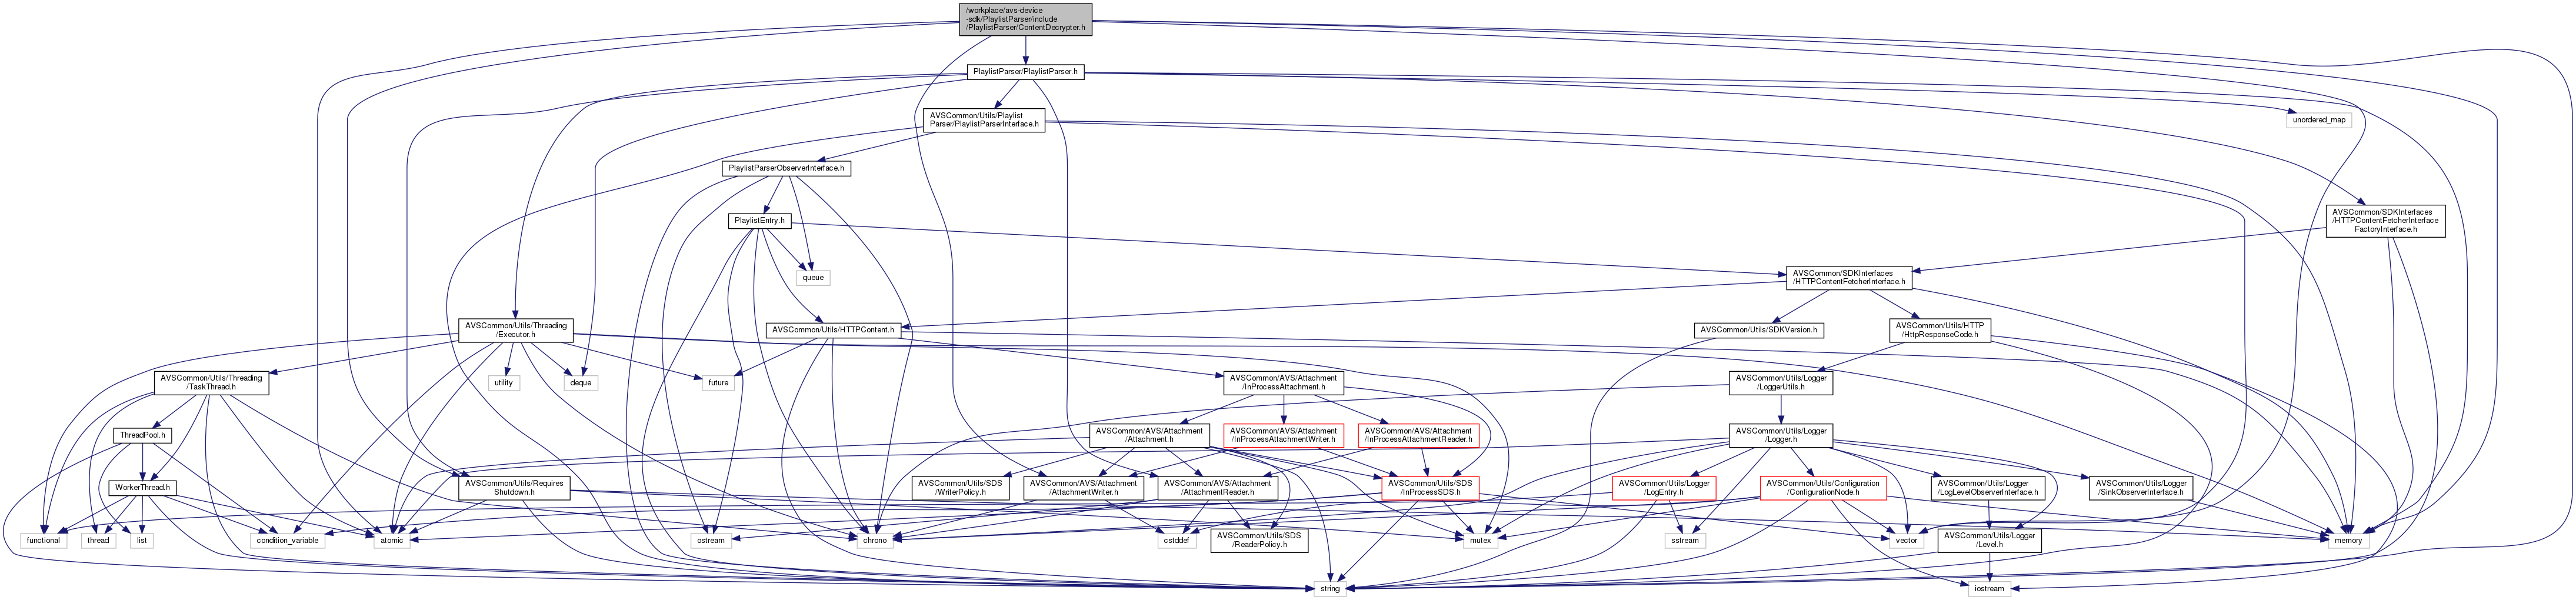 /workplace/avs-device
-sdk/PlaylistParser/include
/PlaylistParser/ContentDecrypter.h
PlaylistParser/PlaylistParser.h
AVSCommon/Utils/Playlist
Parser/PlaylistParserInterface.h
unordered_map
PlaylistParserObserverInterface.h
PlaylistEntry.h
AVSCommon/SDKInterfaces
/HTTPContentFetcherInterface
FactoryInterface.h
queue
AVSCommon/SDKInterfaces
/HTTPContentFetcherInterface.h
AVSCommon/Utils/Threading
/Executor.h
AVSCommon/Utils/HTTPContent.h
AVSCommon/Utils/SDKVersion.h
AVSCommon/Utils/HTTP
/HttpResponseCode.h
AVSCommon/Utils/Threading
/TaskThread.h
utility
deque
future
AVSCommon/AVS/Attachment
/InProcessAttachment.h
AVSCommon/Utils/Logger
/LoggerUtils.h
ThreadPool.h
AVSCommon/AVS/Attachment
/Attachment.h
AVSCommon/AVS/Attachment
/InProcessAttachmentWriter.h
AVSCommon/AVS/Attachment
/InProcessAttachmentReader.h
AVSCommon/Utils/Logger
/Logger.h
WorkerThread.h
AVSCommon/Utils/Requires
Shutdown.h
AVSCommon/Utils/SDS
/WriterPolicy.h
AVSCommon/AVS/Attachment
/AttachmentWriter.h
AVSCommon/AVS/Attachment
/AttachmentReader.h
AVSCommon/Utils/SDS
/InProcessSDS.h
AVSCommon/Utils/Logger
/LogEntry.h
AVSCommon/Utils/Configuration
/ConfigurationNode.h
AVSCommon/Utils/Logger
/LogLevelObserverInterface.h
AVSCommon/Utils/Logger
/SinkObserverInterface.h
functional
thread
list
condition_variable
atomic
ostream
chrono
cstddef
AVSCommon/Utils/SDS
/ReaderPolicy.h
mutex
sstream
vector
AVSCommon/Utils/Logger
/Level.h
memory
string
iostream